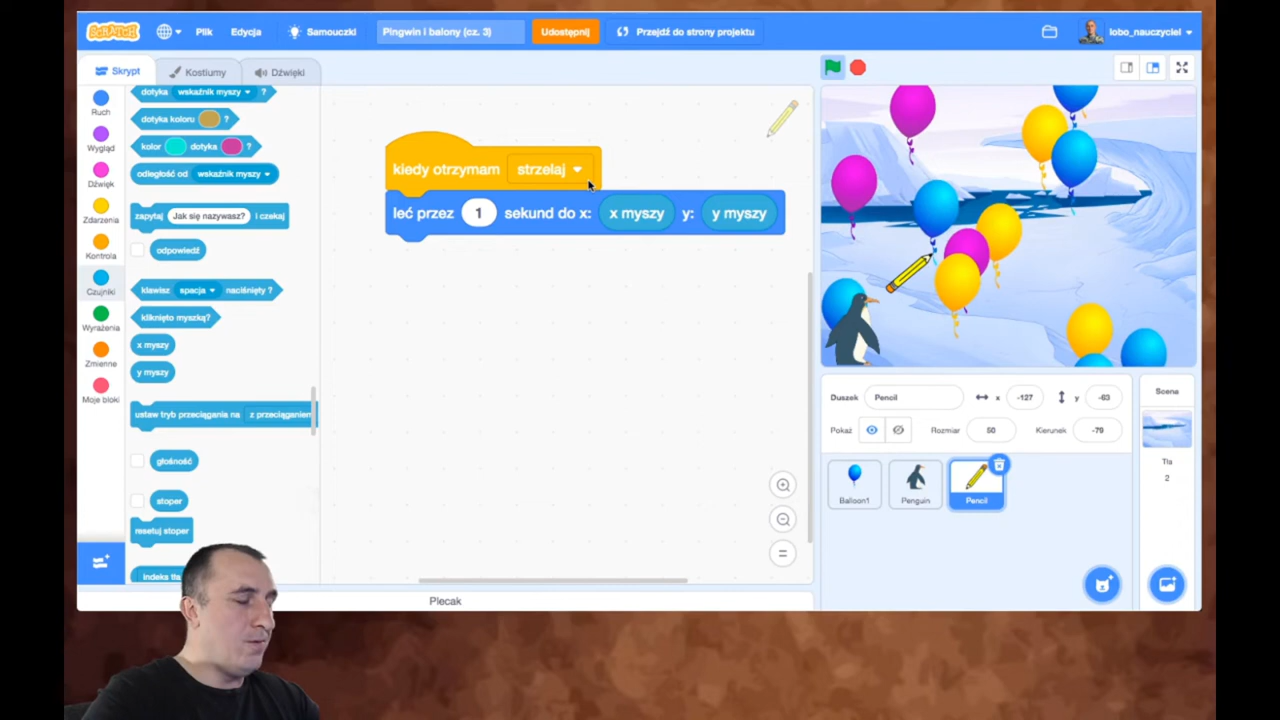 SCRATCH Plik Edycja Samouczki Pingwin i balony (cz. 3) Udostępnij Przejdź do strony projektu lobo_nauczyciel
Skrypt Kostiumy Dźwięki
Ruch
Wygląd
Dźwięk
Zdarzenia
Kontrola
Czujniki
Wyrażenia
Zmienne
Moje bloki
dotyka wskaźnik myszy ?
dotyka koloru ?
kolor dotyka ?
odległość od wskaźnik myszy
zapytaj Jak się nazywasz? i czekaj
odpowiedź
klawisz spacja naciśnięty ?
kliknięto myszką?
x myszy
y myszy
ustaw tryb przeciągania na z przeciąganiem
głośność
stoper
resetuj stoper
indeks tła
kiedy otrzymam strzelaj
leć przez 1 sekund do x: x myszy y: y myszy
Plecak
Duszek Pencil x -127 y -63
Pokaż Rozmiar 50 Kierunek -79
Balloon1 Penguin Pencil
Scena
Tła
2